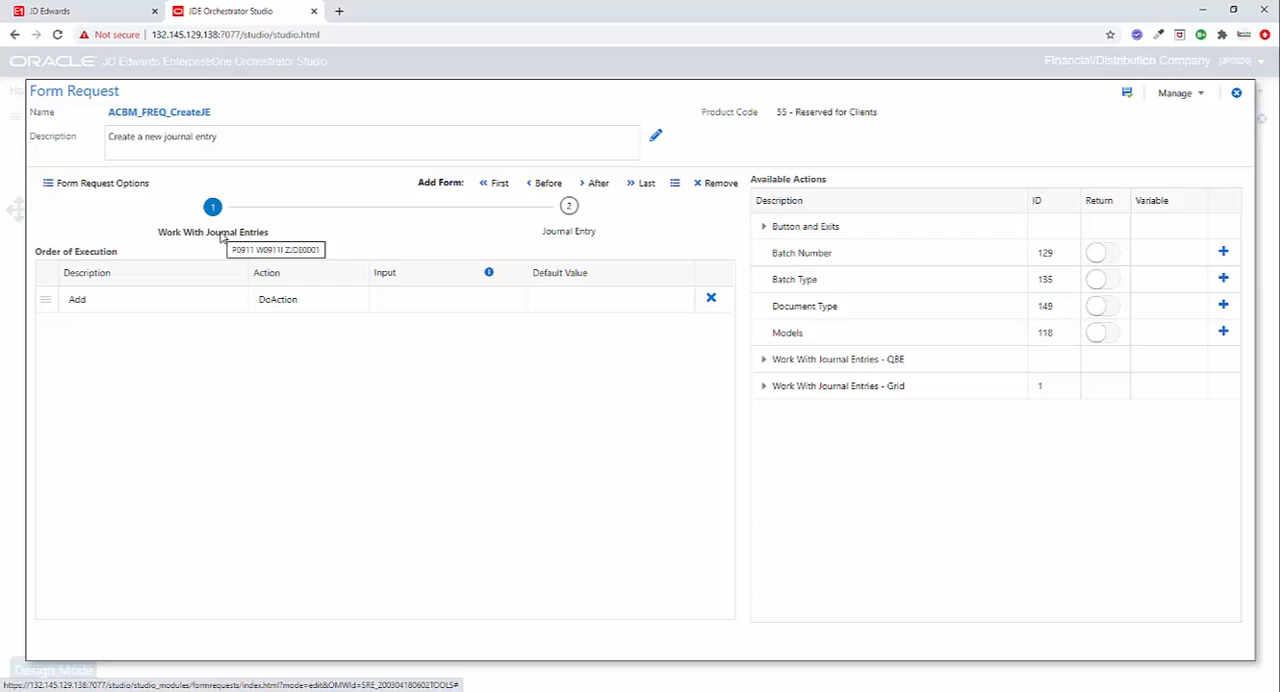 JD Edwards
JDE Orchestrator Studio
Not secure 132.145.129.138:7077/studio/studio.html
ORACLE JD Edwards EnterpriseOne Orchestrator Studio
Financial/Distribution Company
Form Request
Manage
Name ACBM_FREQ_CreateJE
Product Code 55 - Reserved for Clients
Description Create a new journal entry
Form Request Options
Add Form: First Before After Last Remove
Available Actions
1
2
Description ID Return Variable
Work With Journal Entries
Journal Entry
Button and Exits
P0911 W0911I ZJDE0001
Order of Execution
Batch Number 129
Description Action Input Default Value
Batch Type 135
Add DoAction
Document Type 149
Models 118
Work With Journal Entries - QBE
Work With Journal Entries - Grid 1
Design Mode
https://132.145.129.138:7077/studio/studio_modules/formrequests/index.html?mode=edit&OMWId=SRE_200304180602TOOLS#